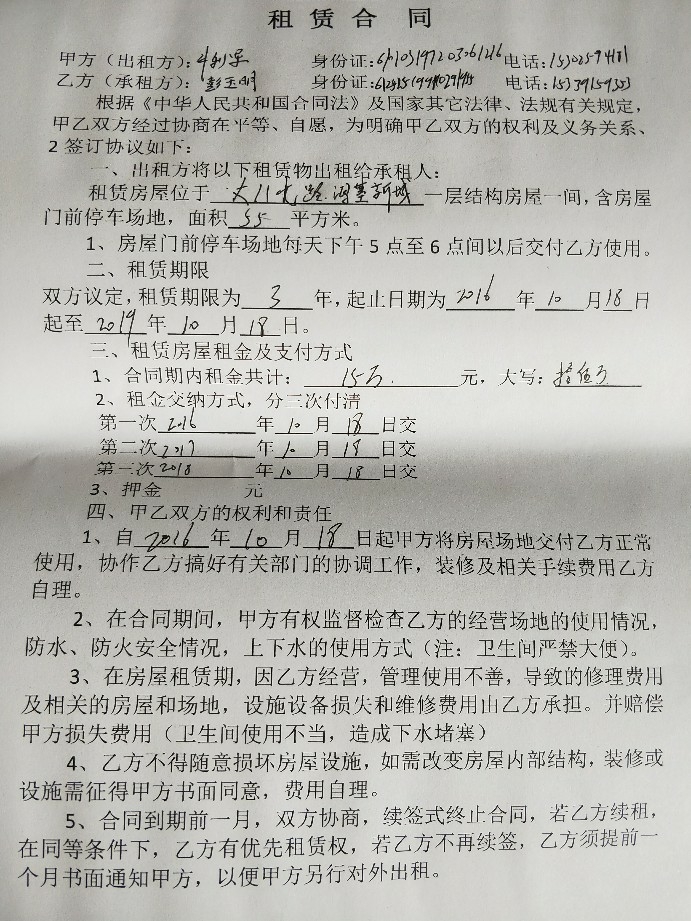 租赁合同
甲方（出租方）： 身份证: 电话:
乙方（承租方）：彭玉明 身份证: 电话:
根据《中华人民共和国合同法》及国家其它法律、法规有关规定，
甲乙双方经过协商在平等、自愿，为明确甲乙双方的权利及义务关系、
2签订协议如下：
一、出租方将以下租赁物出租给承租人：
租赁房屋位于 新城 一层结构房屋一间，含房屋
门前停车场地，面积 55 平方米。
1、房屋门前停车场地每天下午5点至6点间以后交付乙方使用。
二、租赁期限
双方议定，租赁期限为 3 年，起止日期为 2016 年 10 月 18 日
起至 2019 年 10 月 18 日。
三、租赁房屋租金及支付方式
1、合同期内租金共计： 15万 元，大写：
2、租金交纳方式，分三次付清
第一次 2016 年 10 月 18 日交
第二次 2017 年 10 月 18 日交
第三次 2018 年 10 月 18 日交
3、押金 元
四、甲乙双方的权利和责任
1、自 2016 年 10 月 18 日起甲方将房屋场地交付乙方正常
使用，协作乙方搞好有关部门的协调工作，装修及相关手续费用乙方
自理。
2、在合同期间，甲方有权监督检查乙方的经营场地的使用情况，
防水、防火安全情况，上下水的使用方式（注：卫生间严禁大便）。
3、在房屋租赁期，因乙方经营，管理使用不善，导致的修理费用
及相关的房屋和场地，设施设备损失和维修费用由乙方承担。并赔偿
甲方损失费用（卫生间使用不当，造成下水堵塞）
4、乙方不得随意损坏房屋设施，如需改变房屋内部结构，装修或
设施需征得甲方书面同意，费用自理。
5、合同到期前一月，双方协商，续签式终止合同，若乙方续租，
在同等条件下，乙方有优先租赁权，若乙方不再续签，乙方须提前一
个月书面通知甲方，以便甲方另行对外出租。